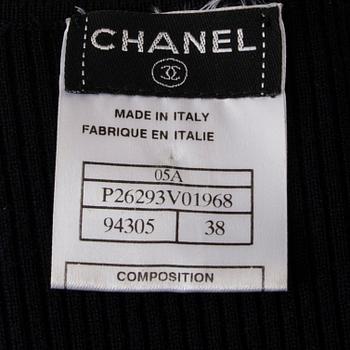 CHANEL
MADE IN ITALY
FABRIQUE EN ITALIE
05A
P26293V01968
94305 38
COMPOSITION